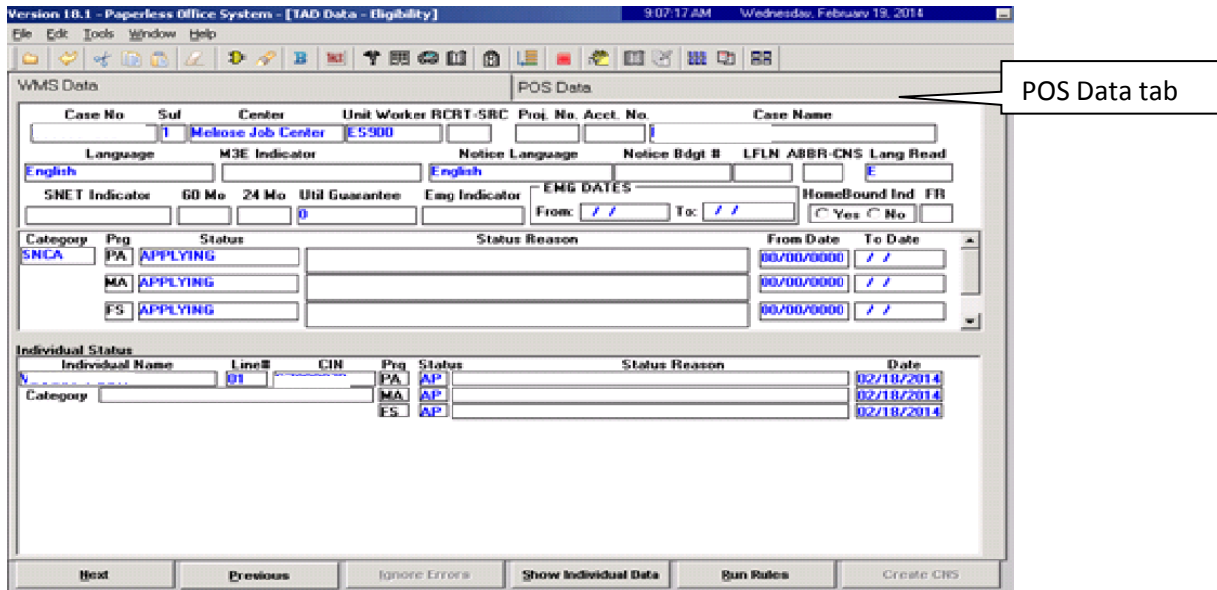 Version 18.1 - Paperless Office System - [TAD Data - Eligibility] 9:07:17 AM Wednesday, February 19, 2014
File Edit Tools Window Help
WMS Data POS Data
POS Data tab
Case No Suf Center Unit Worker RCRT-SRC Proj. No. Acct. No. Case Name
1 Melrose Job Center ES900
Language M3E Indicator Notice Language Notice Bdgt # LFLN ABBR-CNS Lang Read
English English E
SNET Indicator 60 Mo 24 Mo Util Guarantee Emg Indicator EMG DATES HomeBound Ind FR
0 From: / / To: / / Yes No
Category Prg Status Status Reason From Date To Date
SNCA PA APPLYING 00/00/0000 / /
MA APPLYING 00/00/0000 / /
FS APPLYING 00/00/0000 / /
Individual Status
Individual Name Line# CIN Prg Status Status Reason Date
01 PA AP 02/18/2014
Category MA AP 02/18/2014
FS AP 02/18/2014
Next Previous Ignore Errors Show Individual Data Run Rules Create CNS